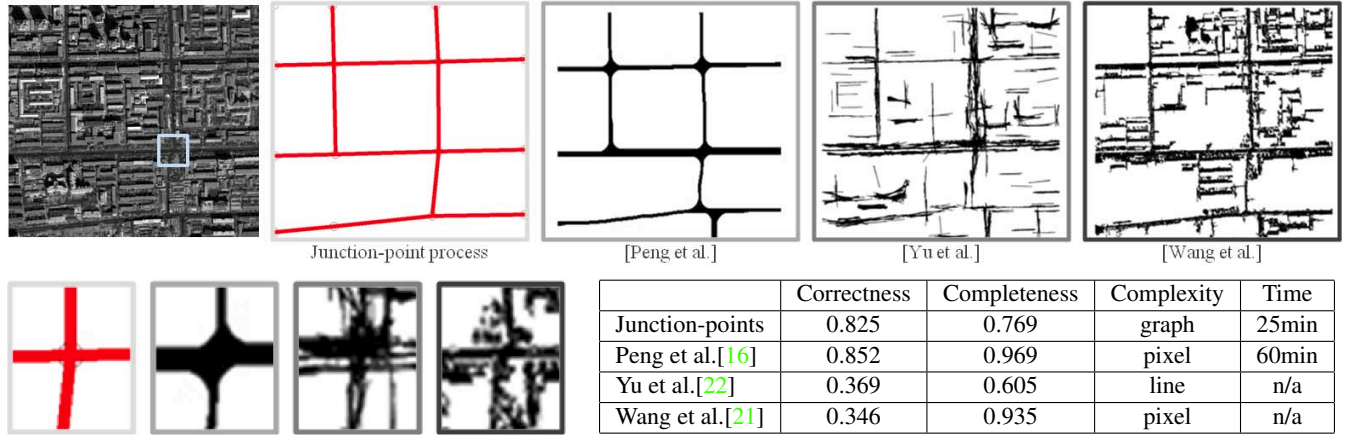 Junction-point process
[Peng et al.]
[Yu et al.]
[Wang et al.]
Correctness Completeness Complexity Time
Junction-points 0.825 0.769 graph 25min
Peng et al.[16] 0.852 0.969 pixel 60min
Yu et al.[22] 0.369 0.605 line n/a
Wang et al.[21] 0.346 0.935 pixel n/a